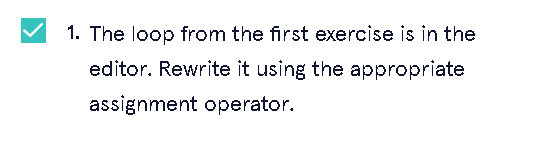 1. The loop from the first exercise is in the
editor. Rewrite it using the appropriate
assignment operator.